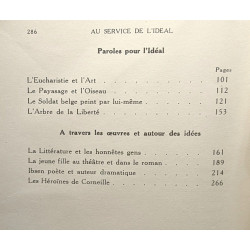 286 AU SERVICE DE L'IDEAL
Paroles pour l'Idéal
Pages
L'Eucharistie et l'Art . . . . . . . 101
Le Payasage et l'Oiseau . . . . . . 112
Le Soldat belge peint par lui-même . . . . . 121
L'Arbre de la Liberté . . . . . . . 153
A travers les œuvres et autour des idées
La Littérature et les honnêtes gens . . . . . 161
La jeune fille au théâtre et dans le roman . . . . 189
Ibsen poète et auteur dramatique . . . . . 214
Les Héroïnes de Corneille . . . . . . 266